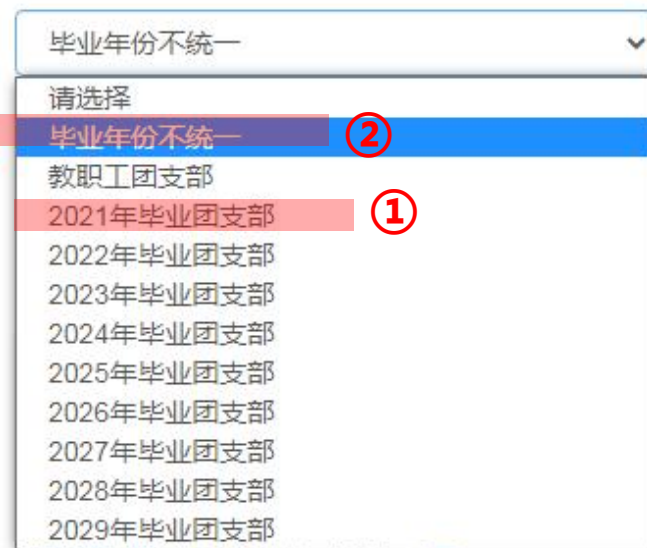 毕业年份不统一
请选择
毕业年份不统一 ②
教职工团支部
2021年毕业团支部 ①
2022年毕业团支部
2023年毕业团支部
2024年毕业团支部
2025年毕业团支部
2026年毕业团支部
2027年毕业团支部
2028年毕业团支部
2029年毕业团支部